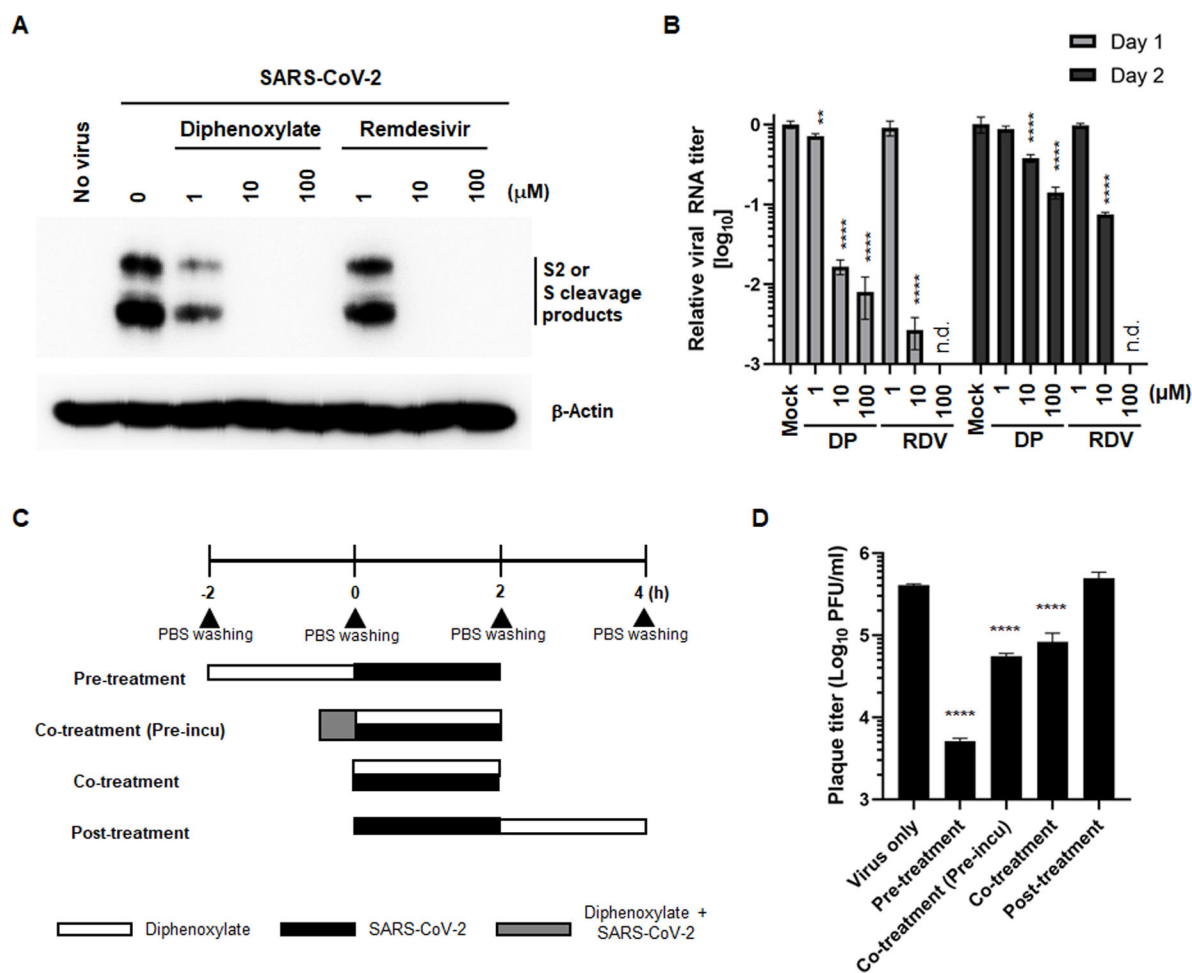 A
SARS-CoV-2
Diphenoxylate Remdesivir
No virus 0 1 10 100 1 10 100 (μM)
S2 or
S cleavage
products
β-Actin
B
Day 1
Day 2
Relative viral RNA titer
[log10]
0
-1
-2
-3
** **** **** **** **** **** ****
n.d. n.d.
Mock 1 10 100 1 10 100 Mock 1 10 100 1 10 100 (μM)
DP RDV DP RDV
C
-2 0 2 4 (h)
PBS washing PBS washing PBS washing PBS washing
Pre-treatment
Co-treatment (Pre-incu)
Co-treatment
Post-treatment
Diphenoxylate SARS-CoV-2 Diphenoxylate +
SARS-CoV-2
D
Plaque titer (Log10 PFU/ml)
6
5
4
3
**** **** ****
Virus only
Pre-treatment
Co-treatment (Pre-incu)
Co-treatment
Post-treatment